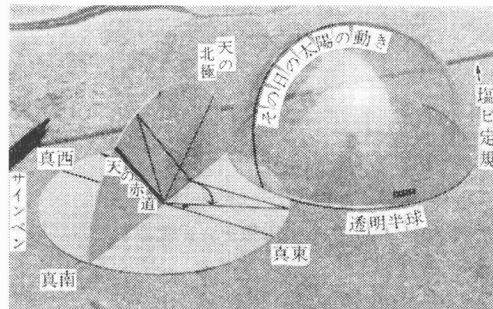 天の
北極
その日の太陽の動き
塩ビ定規
真西
天の赤道
サインペン
真南
真東
透明半球